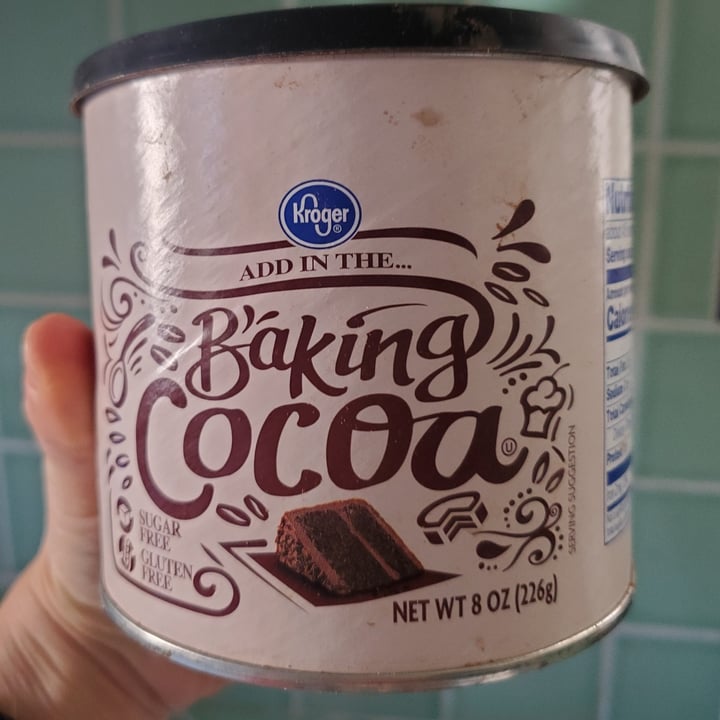 Kroger®
ADD IN THE...
Baking
Cocoa
U
SUGAR
FREE
GLUTEN
FREE
SERVING SUGGESTION
NET WT 8 OZ (226g)